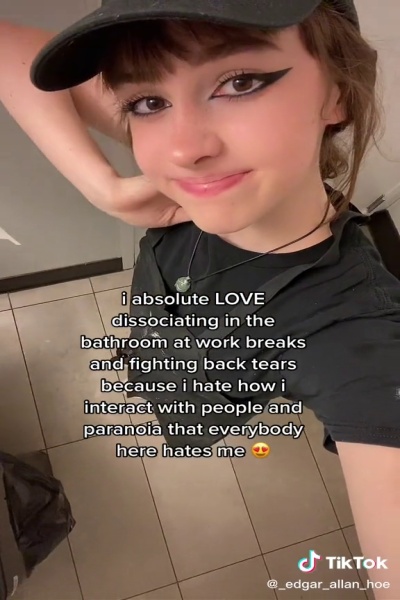 i absolute LOVE
dissociating in the
bathroom at work breaks
and fighting back tears
because i hate how i
interact with people and
paranoia that everybody
here hates me 😍
TikTok
@_edgar_allan_hoe